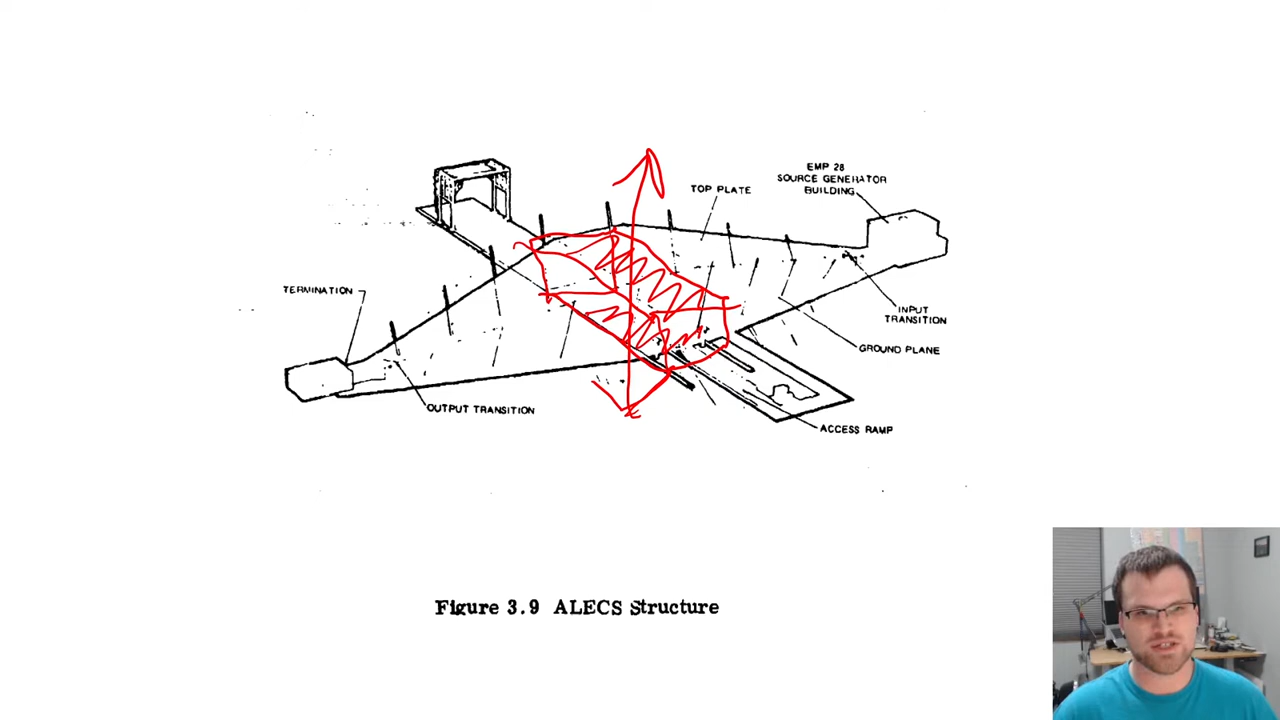 EMP 28
SOURCE GENERATOR
BUILDING
TOP PLATE
TERMINATION
INPUT
TRANSITION
GROUND PLANE
OUTPUT TRANSITION
ACCESS RAMP
Figure 3.9 ALECS Structure